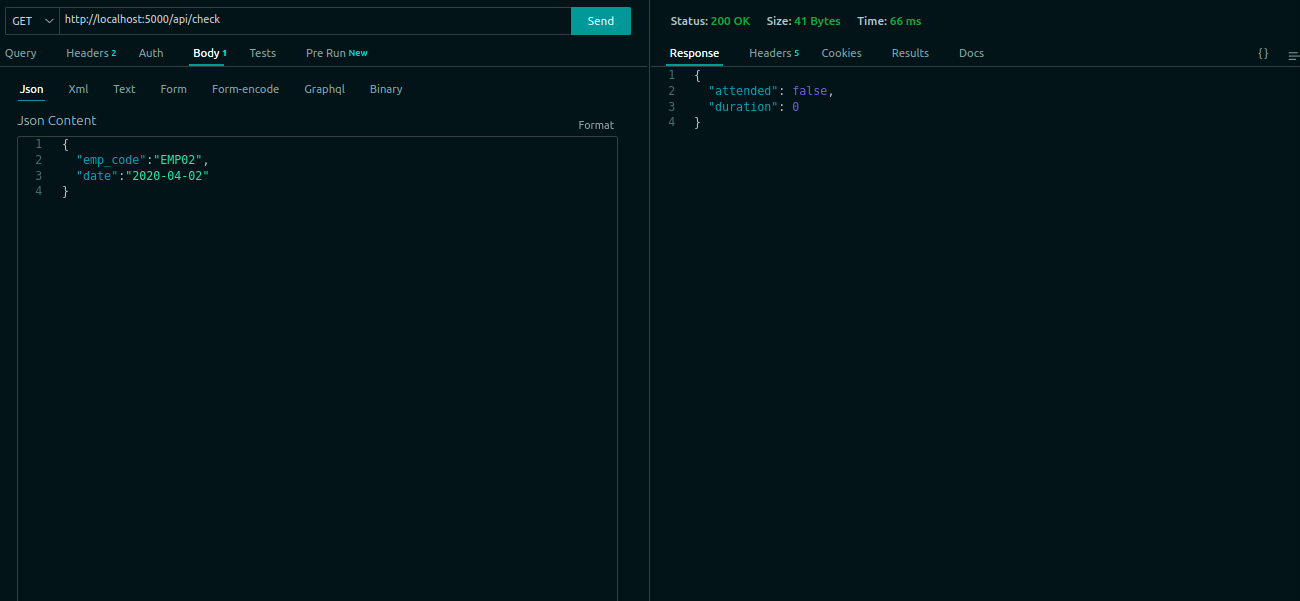 GET http://localhost:5000/api/check Send
Query Headers 2 Auth Body 1 Tests Pre Run New
Json Xml Text Form Form-encode Graphql Binary
Json Content
Format
1 {
2 "emp_code":"EMP02",
3 "date":"2020-04-02"
4 }
Status: 200 OK Size: 41 Bytes Time: 66 ms
Response Headers 5 Cookies Results Docs {}
1 {
2 "attended": false,
3 "duration": 0
4 }